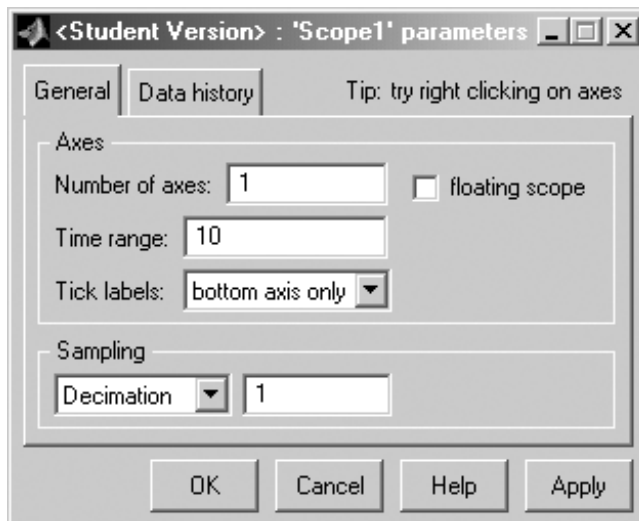 <Student Version> : 'Scope1' parameters
General Data history Tip: try right clicking on axes
Axes
Number of axes: 1 floating scope
Time range: 10
Tick labels: bottom axis only
Sampling
Decimation 1
OK Cancel Help Apply